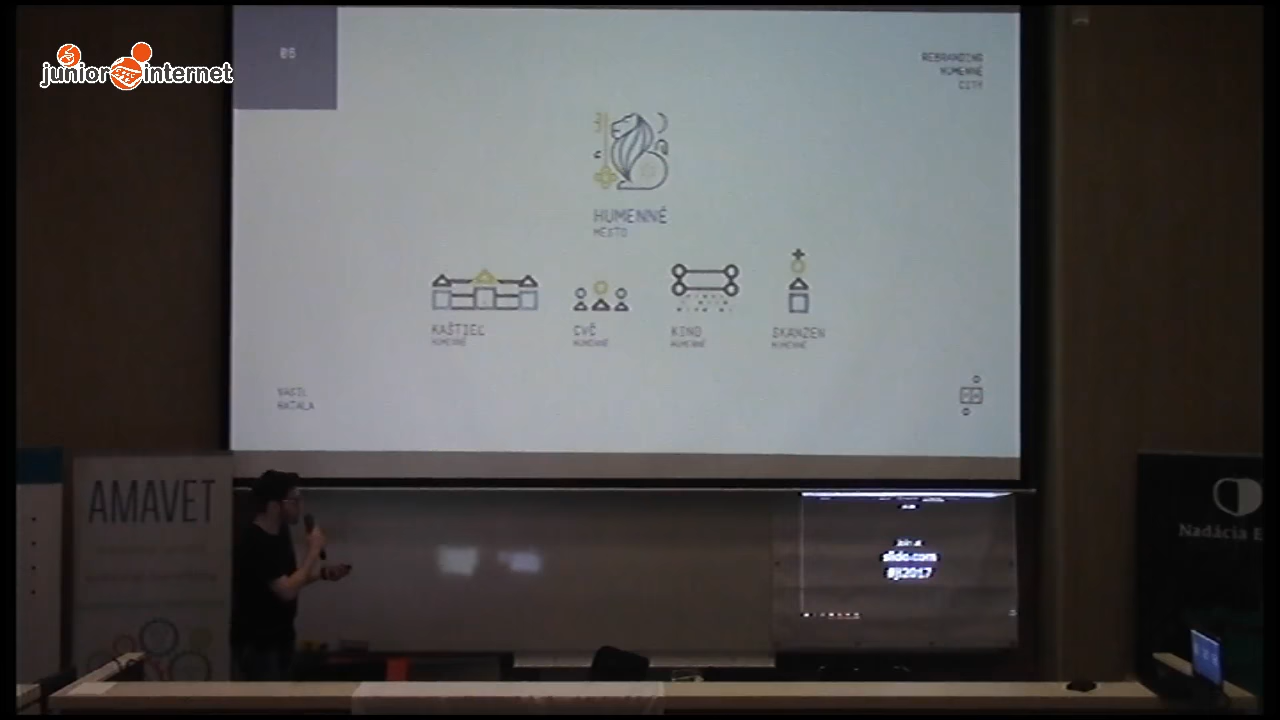 junior internet
06
REBRANDING
HUMENNÉ
CITY
HUMENNÉ
MESTO
KAŠTIEĽ
HUMENNÉ
CVČ
HUMENNÉ
KINO
HUMENNÉ
SKANZEN
HUMENNÉ
VASIL
HATALA
AMAVET
Join at
slido.com
#ji2017
Nadácia